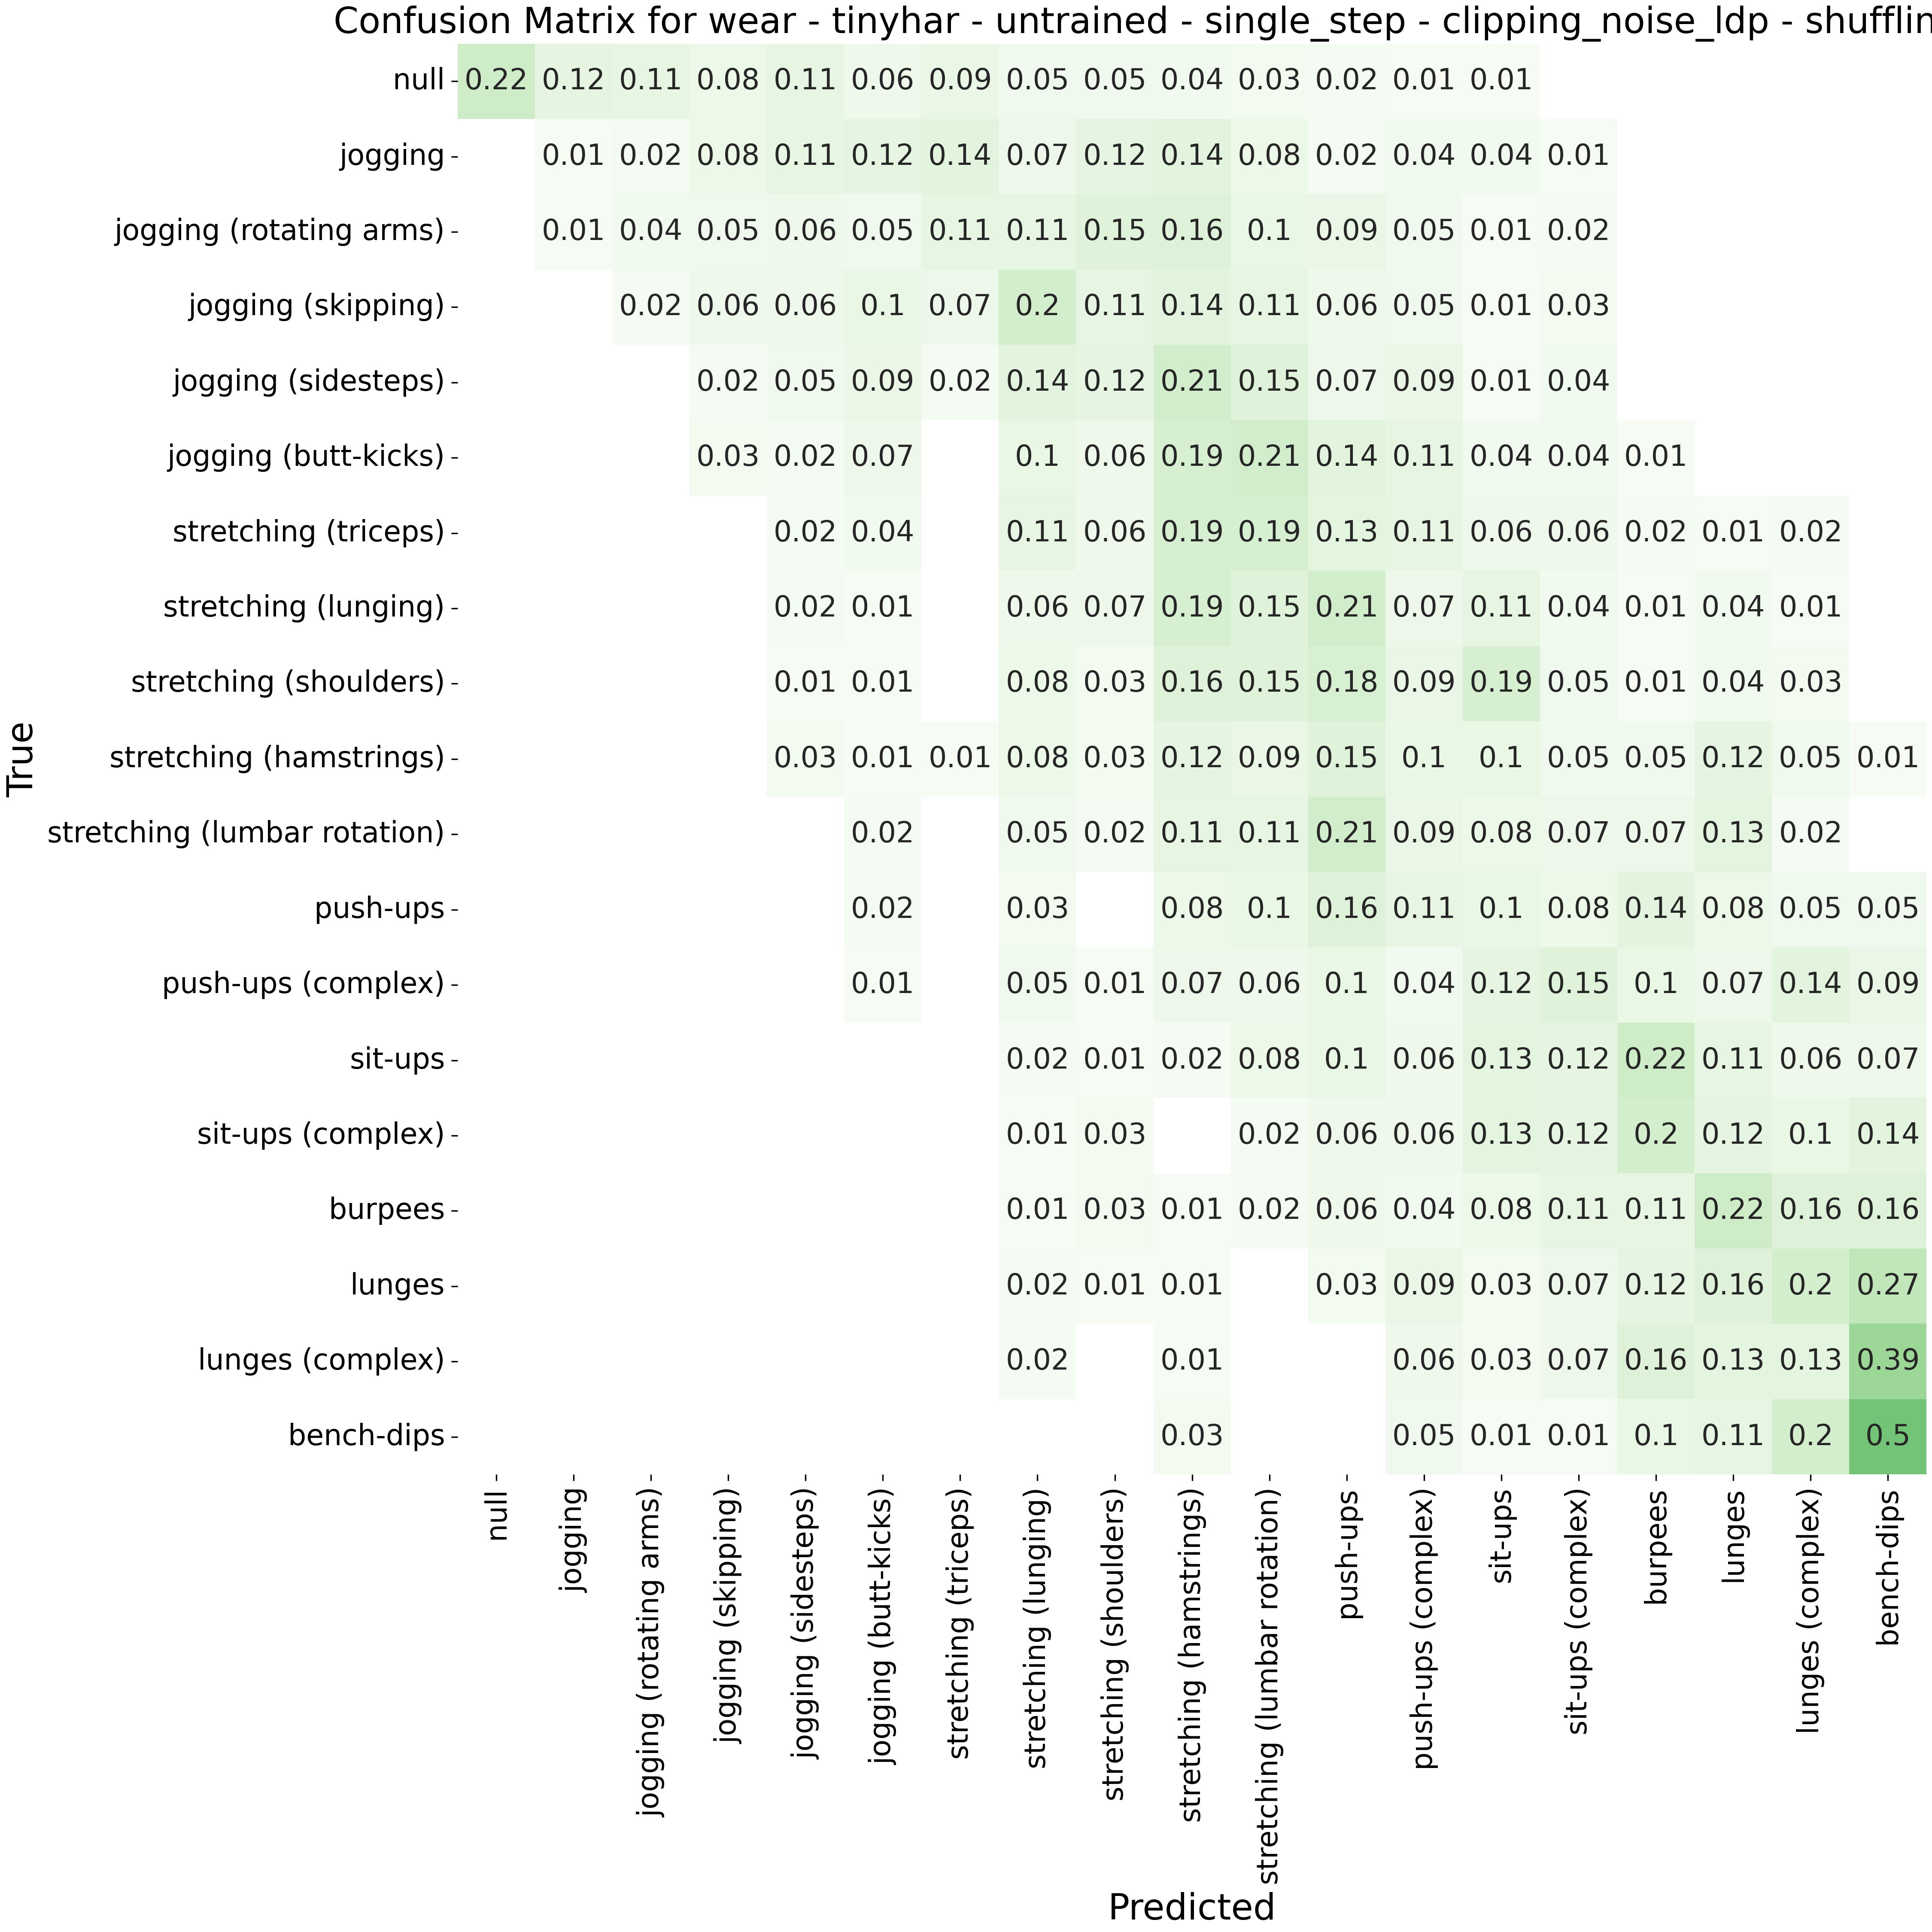 Confusion Matrix for wear - tinyhar - untrained - single_step - clipping_noise_ldp - shufflin
null 0.22 0.12 0.11 0.08 0.11 0.06 0.09 0.05 0.05 0.04 0.03 0.02 0.01 0.01
jogging 0.01 0.02 0.08 0.11 0.12 0.14 0.07 0.12 0.14 0.08 0.02 0.04 0.04 0.01
jogging (rotating arms) 0.01 0.04 0.05 0.06 0.05 0.11 0.11 0.15 0.16 0.1 0.09 0.05 0.01 0.02
jogging (skipping) 0.02 0.06 0.06 0.1 0.07 0.2 0.11 0.14 0.11 0.06 0.05 0.01 0.03
jogging (sidesteps) 0.02 0.05 0.09 0.02 0.14 0.12 0.21 0.15 0.07 0.09 0.01 0.04
jogging (butt-kicks) 0.03 0.02 0.07 0.1 0.06 0.19 0.21 0.14 0.11 0.04 0.04 0.01
stretching (triceps) 0.02 0.04 0.11 0.06 0.19 0.19 0.13 0.11 0.06 0.06 0.02 0.01 0.02
stretching (lunging) 0.02 0.01 0.06 0.07 0.19 0.15 0.21 0.07 0.11 0.04 0.01 0.04 0.01
stretching (shoulders) 0.01 0.01 0.08 0.03 0.16 0.15 0.18 0.09 0.19 0.05 0.01 0.04 0.03
stretching (hamstrings) 0.03 0.01 0.01 0.08 0.03 0.12 0.09 0.15 0.1 0.1 0.05 0.05 0.12 0.05 0.01
stretching (lumbar rotation) 0.02 0.05 0.02 0.11 0.11 0.21 0.09 0.08 0.07 0.07 0.13 0.02
push-ups 0.02 0.03 0.08 0.1 0.16 0.11 0.1 0.08 0.14 0.08 0.05 0.05
push-ups (complex) 0.01 0.05 0.01 0.07 0.06 0.1 0.04 0.12 0.15 0.1 0.07 0.14 0.09
sit-ups 0.02 0.01 0.02 0.08 0.1 0.06 0.13 0.12 0.22 0.11 0.06 0.07
sit-ups (complex) 0.01 0.03 0.02 0.06 0.06 0.13 0.12 0.2 0.12 0.1 0.14
burpees 0.01 0.03 0.01 0.02 0.06 0.04 0.08 0.11 0.11 0.22 0.16 0.16
lunges 0.02 0.01 0.01 0.03 0.09 0.03 0.07 0.12 0.16 0.2 0.27
lunges (complex) 0.02 0.01 0.06 0.03 0.07 0.16 0.13 0.13 0.39
bench-dips 0.03 0.05 0.01 0.01 0.1 0.11 0.2 0.5
True
null
jogging
jogging (rotating arms)
jogging (skipping)
jogging (sidesteps)
jogging (butt-kicks)
stretching (triceps)
stretching (lunging)
stretching (shoulders)
stretching (hamstrings)
stretching (lumbar rotation)
push-ups
push-ups (complex)
sit-ups
sit-ups (complex)
burpees
lunges
lunges (complex)
bench-dips
Predicted